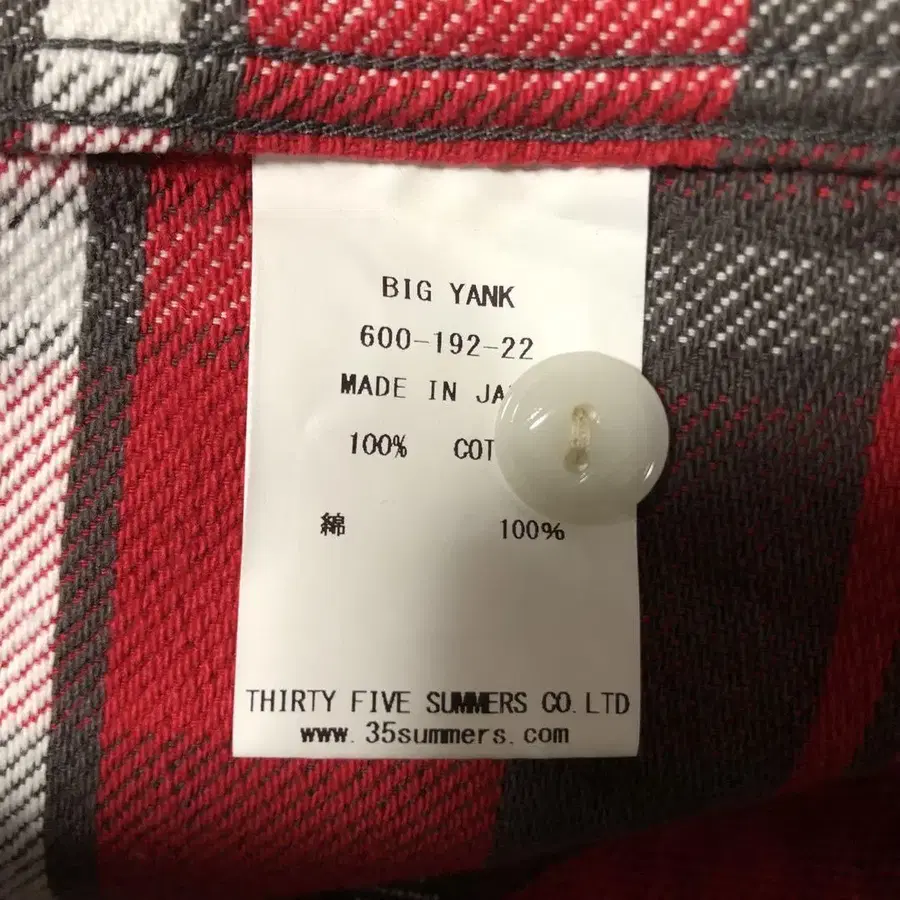 BIG YANK
600-192-22
MADE IN JA
100% COT
綿 100%
THIRTY FIVE SUMMERS CO.LTD
www.35summers.com